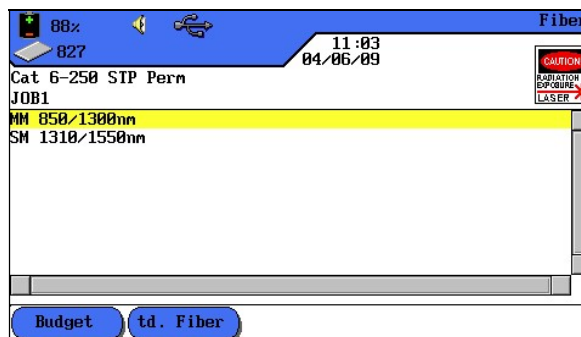 88% Fiber
827 11:03
04/06/09
CAUTION
RADIATION
EXPOSURE
LASER
Cat 6-250 STP Perm
JOB1
MM 850/1300nm
SM 1310/1550nm
Budget td. Fiber